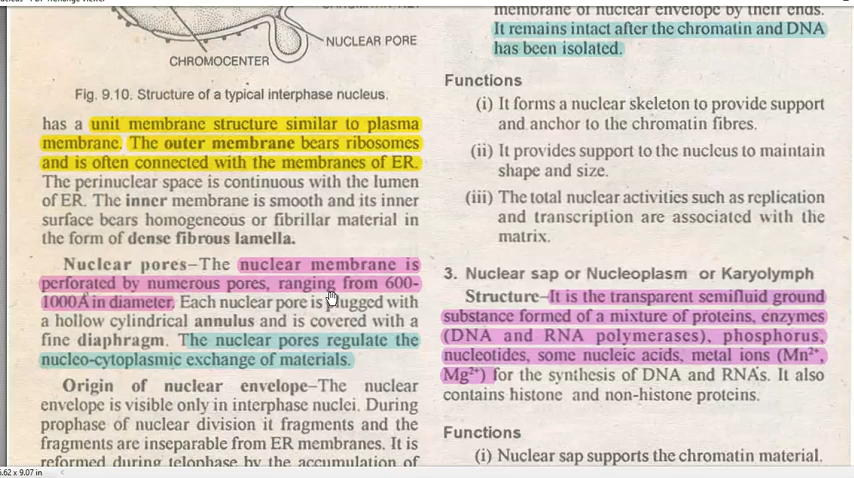 NUCLEAR PORE
CHROMOCENTER
Fig. 9.10. Structure of a typical interphase nucleus.
has a unit membrane structure similar to plasma
membrane. The outer membrane bears ribosomes
and is often connected with the membranes of ER.
The perinuclear space is continuous with the lumen
of ER. The inner membrane is smooth and its inner
surface bears homogeneous or fibrillar material in
the form of dense fibrous lamella.
Nuclear pores–The nuclear membrane is
perforated by numerous pores, ranging from 600-
1000Å in diameter. Each nuclear pore is plugged with
a hollow cylindrical annulus and is covered with a
fine diaphragm. The nuclear pores regulate the
nucleo-cytoplasmic exchange of materials.
Origin of nuclear envelope–The nuclear
envelope is visible only in interphase nuclei. During
prophase of nuclear division it fragments and the
fragments are inseparable from ER membranes. It is
reformed during telophase by the accumulation of
membrane of nuclear envelope by their ends.
It remains intact after the chromatin and DNA
has been isolated.
Functions
(i) It forms a nuclear skeleton to provide support
and anchor to the chromatin fibres.
(ii) It provides support to the nucleus to maintain
shape and size.
(iii) The total nuclear activities such as replication
and transcription are associated with the
matrix.
3. Nuclear sap or Nucleoplasm or Karyolymph
Structure–It is the transparent semifluid ground
substance formed of a mixture of proteins, enzymes
(DNA and RNA polymerases), phosphorus,
nucleotides, some nucleic acids, metal ions (Mn²⁺,
Mg²⁺) for the synthesis of DNA and RNAs. It also
contains histone and non-histone proteins.
Functions
(i) Nuclear sap supports the chromatin material.
5.62 x 9.07 in